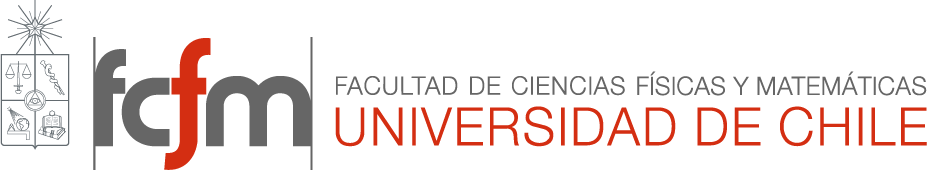 fcfm
FACULTAD DE CIENCIAS FÍSICAS Y MATEMÁTICAS
UNIVERSIDAD DE CHILE